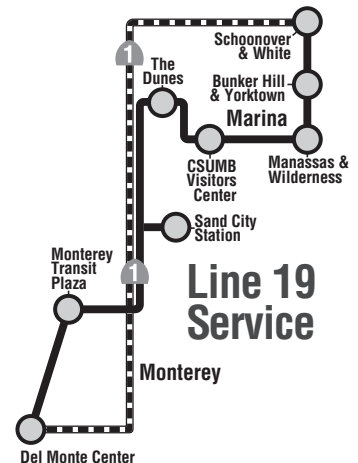 Schoonover
& White
1
The
Dunes
Bunker Hill
& Yorktown
Marina
CSUMB
Visitors
Center
Manassas &
Wilderness
Sand City
Station
Monterey
Transit
Plaza
1
Line 19
Service
Monterey
Del Monte Center